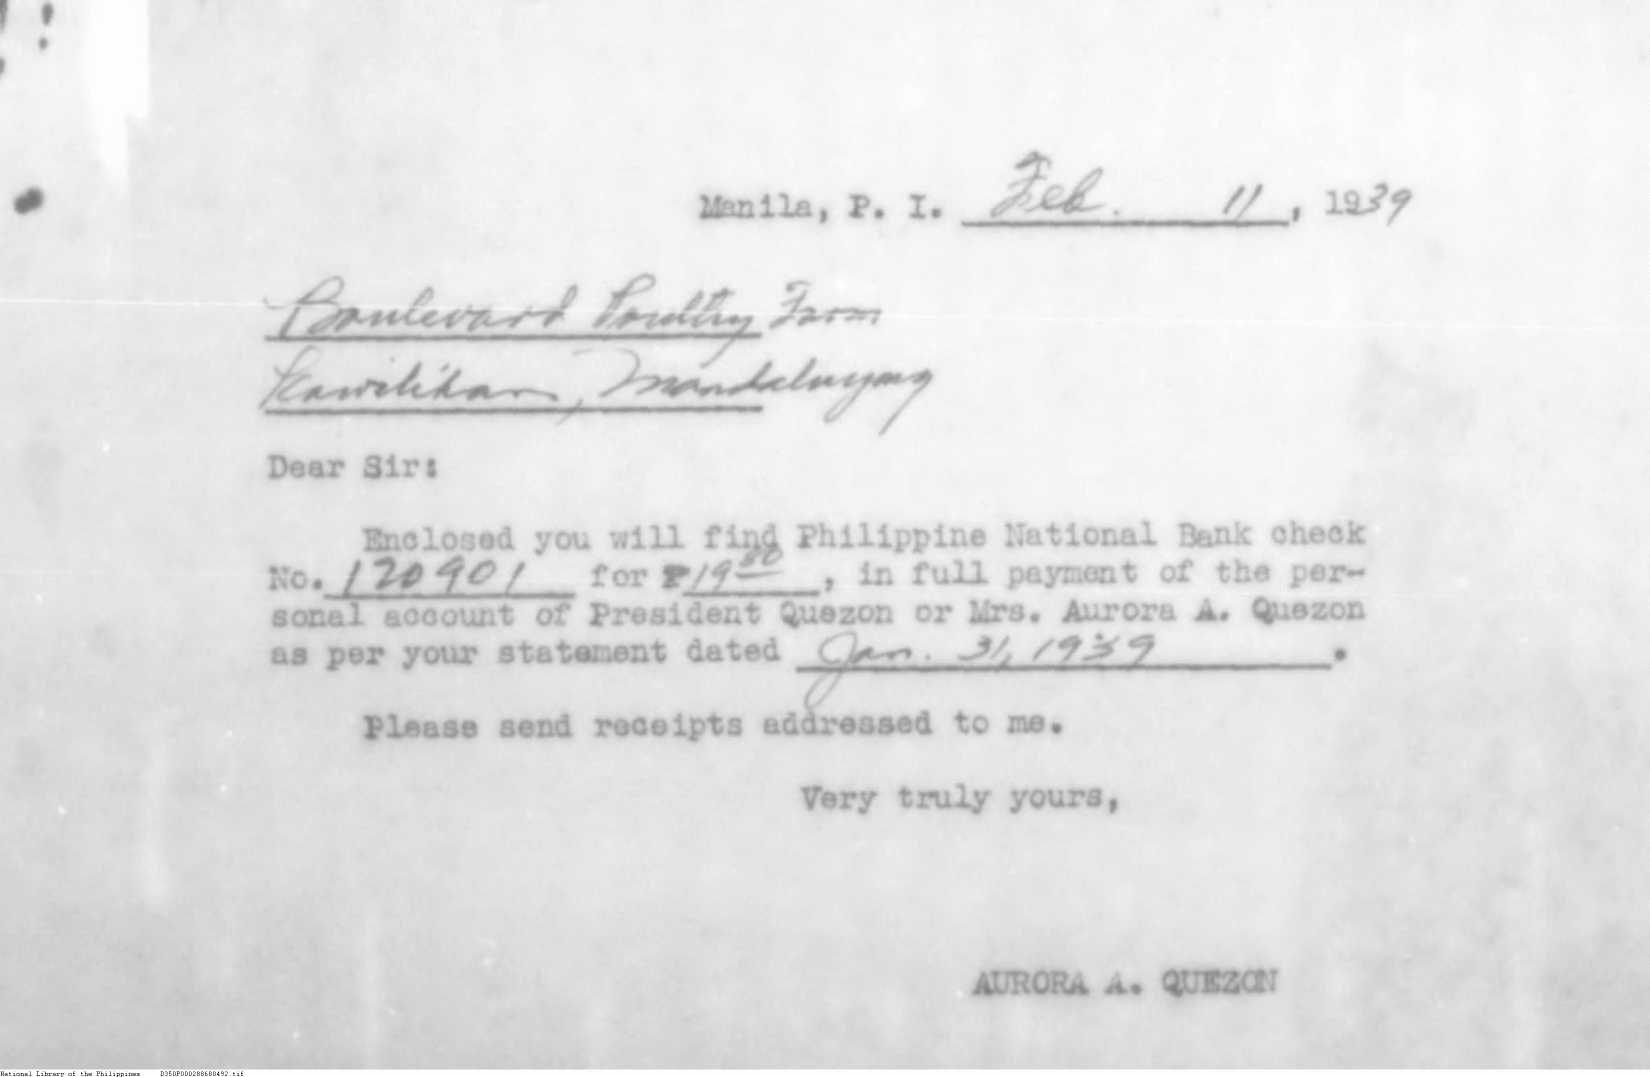 Manila, P. I. Feb. 11, 1939
Boulevard Poultry Farm
Kawilihan, Mandaluyong
Dear Sir:
Enclosed you will find Philippine National Bank check
No. 120901 for ₱19 80, in full payment of the per-
sonal account of President Quezon or Mrs. Aurora A. Quezon
as per your statement dated Jan. 31, 1939.
Please send receipts addressed to me.
Very truly yours,
AURORA A. QUEZON
National Library of the Philippines D350P000288680492.tif